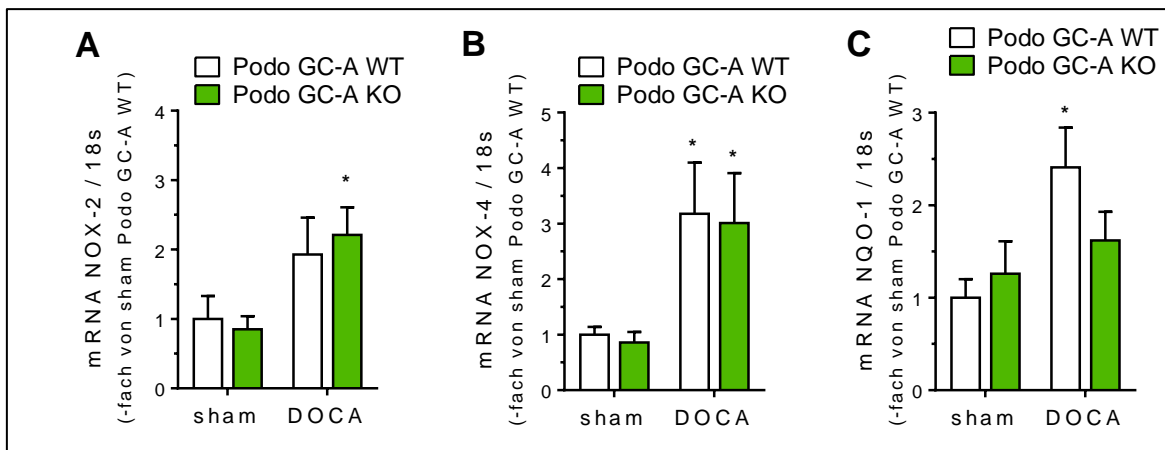 A
Podo GC-A WT
Podo GC-A KO
mRNA NOX-2 / 18s
(-fach von sham Podo GC-A WT)
4
3
2
1
0
*
sham
DOCA
B
Podo GC-A WT
Podo GC-A KO
mRNA NOX-4 / 18s
(-fach von sham Podo GC-A WT)
5
4
3
2
1
0
*
*
sham
DOCA
C
Podo GC-A WT
Podo GC-A KO
mRNA NQO-1 / 18s
(-fach von sham Podo GC-A WT)
3
2
1
0
*
sham
DOCA